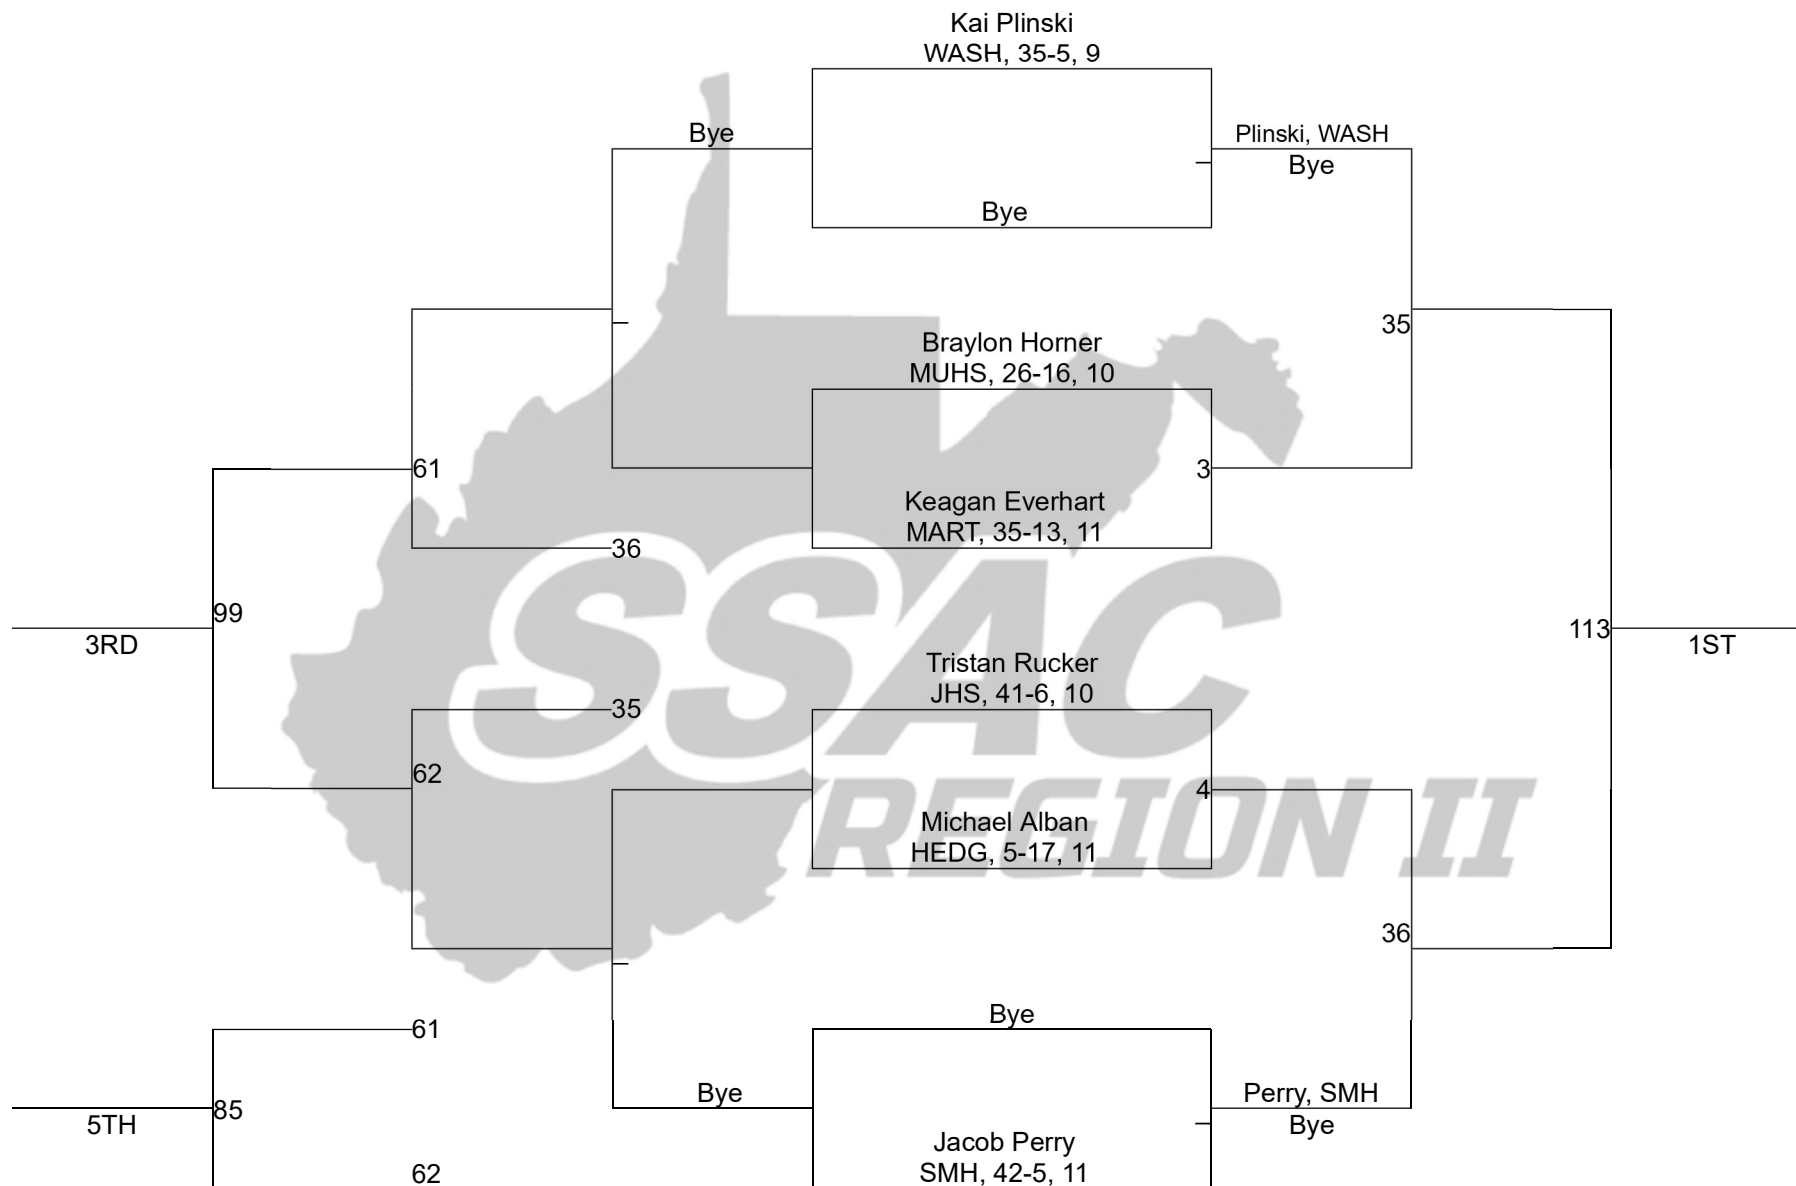 Kai Plinski
WASH, 35-5, 9
Bye
Plinski, WASH
Bye
Bye
35
Braylon Horner
MUHS, 26-16, 10
61
3
Keagan Everhart
MART, 35-13, 11
36
SSAC
99
3RD
113
1ST
Tristan Rucker
JHS, 41-6, 10
35
62
4
REGION II
Michael Alban
HEDG, 5-17, 11
36
Bye
61
Bye
Perry, SMH
85
5TH
Bye
Jacob Perry
SMH, 42-5, 11
62